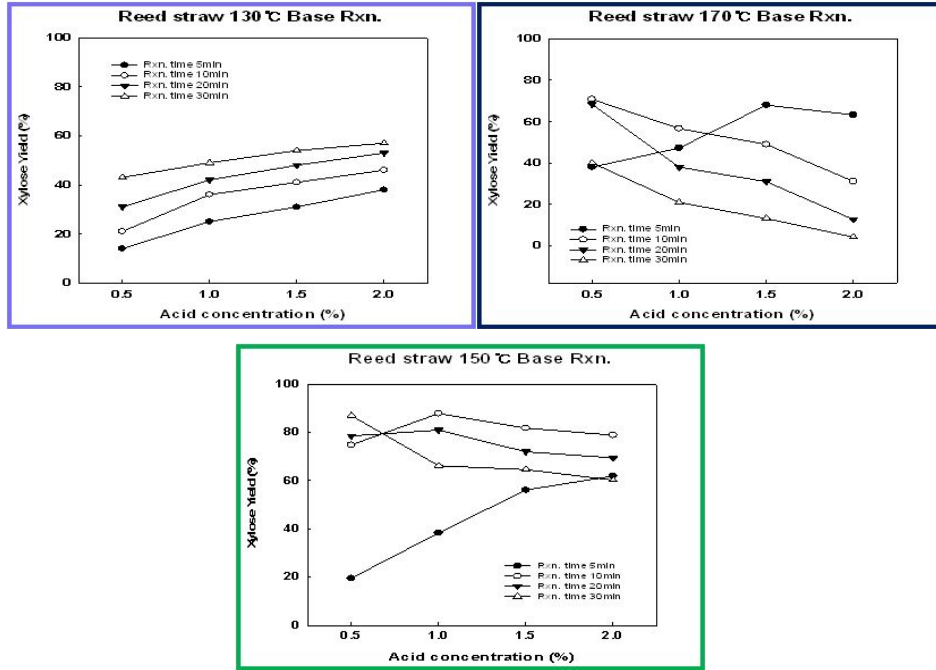 Reed straw 130℃ Base Rxn.
100
80
60
40
20
0
Xylose Yield (%)
Rxn. time 5min
Rxn. time 10min
Rxn. time 20min
Rxn. time 30min
0.5 1.0 1.5 2.0
Acid concentration (%)
Reed straw 170℃ Base Rxn.
100
80
60
40
20
0
Xylose Yield (%)
Rxn. time 5min
Rxn. time 10min
Rxn. time 20min
Rxn. time 30min
0.5 1.0 1.5 2.0
Acid concentration (%)
Reed straw 150℃ Base Rxn.
100
80
60
40
20
0
Xylose Yield (%)
Rxn. time 5min
Rxn. time 10min
Rxn. time 20min
Rxn. time 30min
0.5 1.0 1.5 2.0
Acid concentration (%)